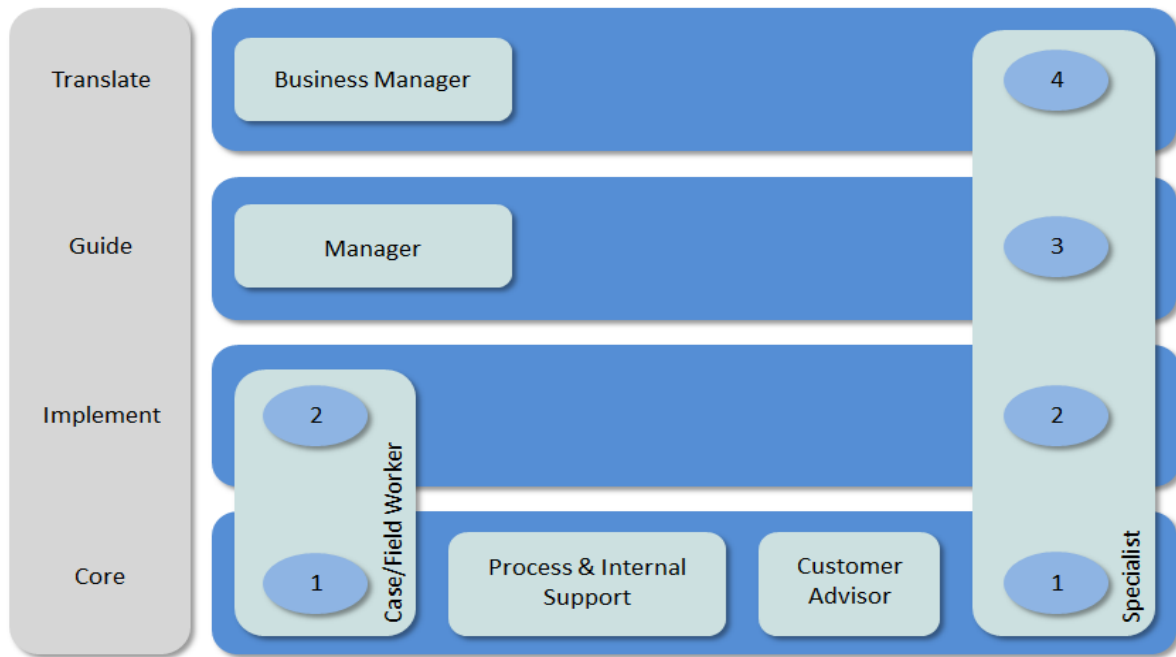 Translate
Business Manager
4
Guide
Manager
3
Implement
2
2
Case/Field Worker
Core
1
Process & Internal
Support
Customer
Advisor
1
Specialist